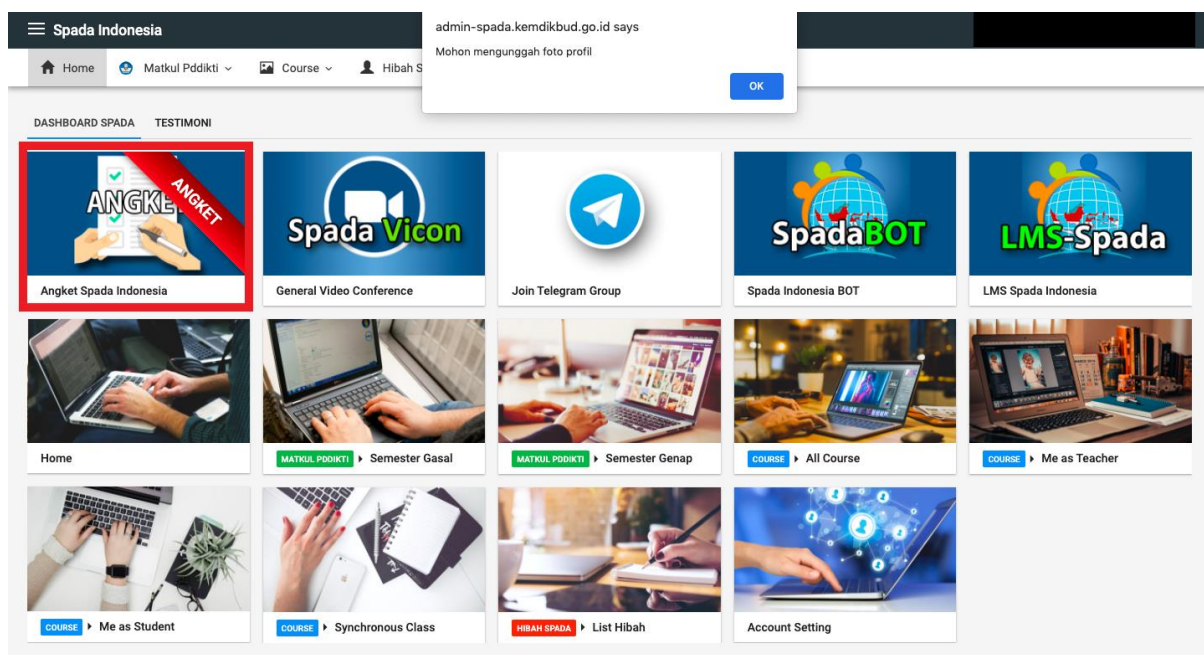 Spada Indonesia
admin-spada.kemdikbud.go.id says
Mohon mengunggah foto profil
OK
Home
Matkul Pddikti
Course
Hibah S
DASHBOARD SPADA
TESTIMONI
ANGKE
ANGKET
Spada Vicon
SpadaBOT
LMS-Spada
Angket Spada Indonesia
General Video Conference
Join Telegram Group
Spada Indonesia BOT
LMS Spada Indonesia
Home
MATKUL PDDIKTI Semester Gasal
MATKUL PDDIKTI Semester Genap
COURSE All Course
COURSE Me as Teacher
COURSE Me as Student
COURSE Synchronous Class
HIBAH SPADA List Hibah
Account Setting